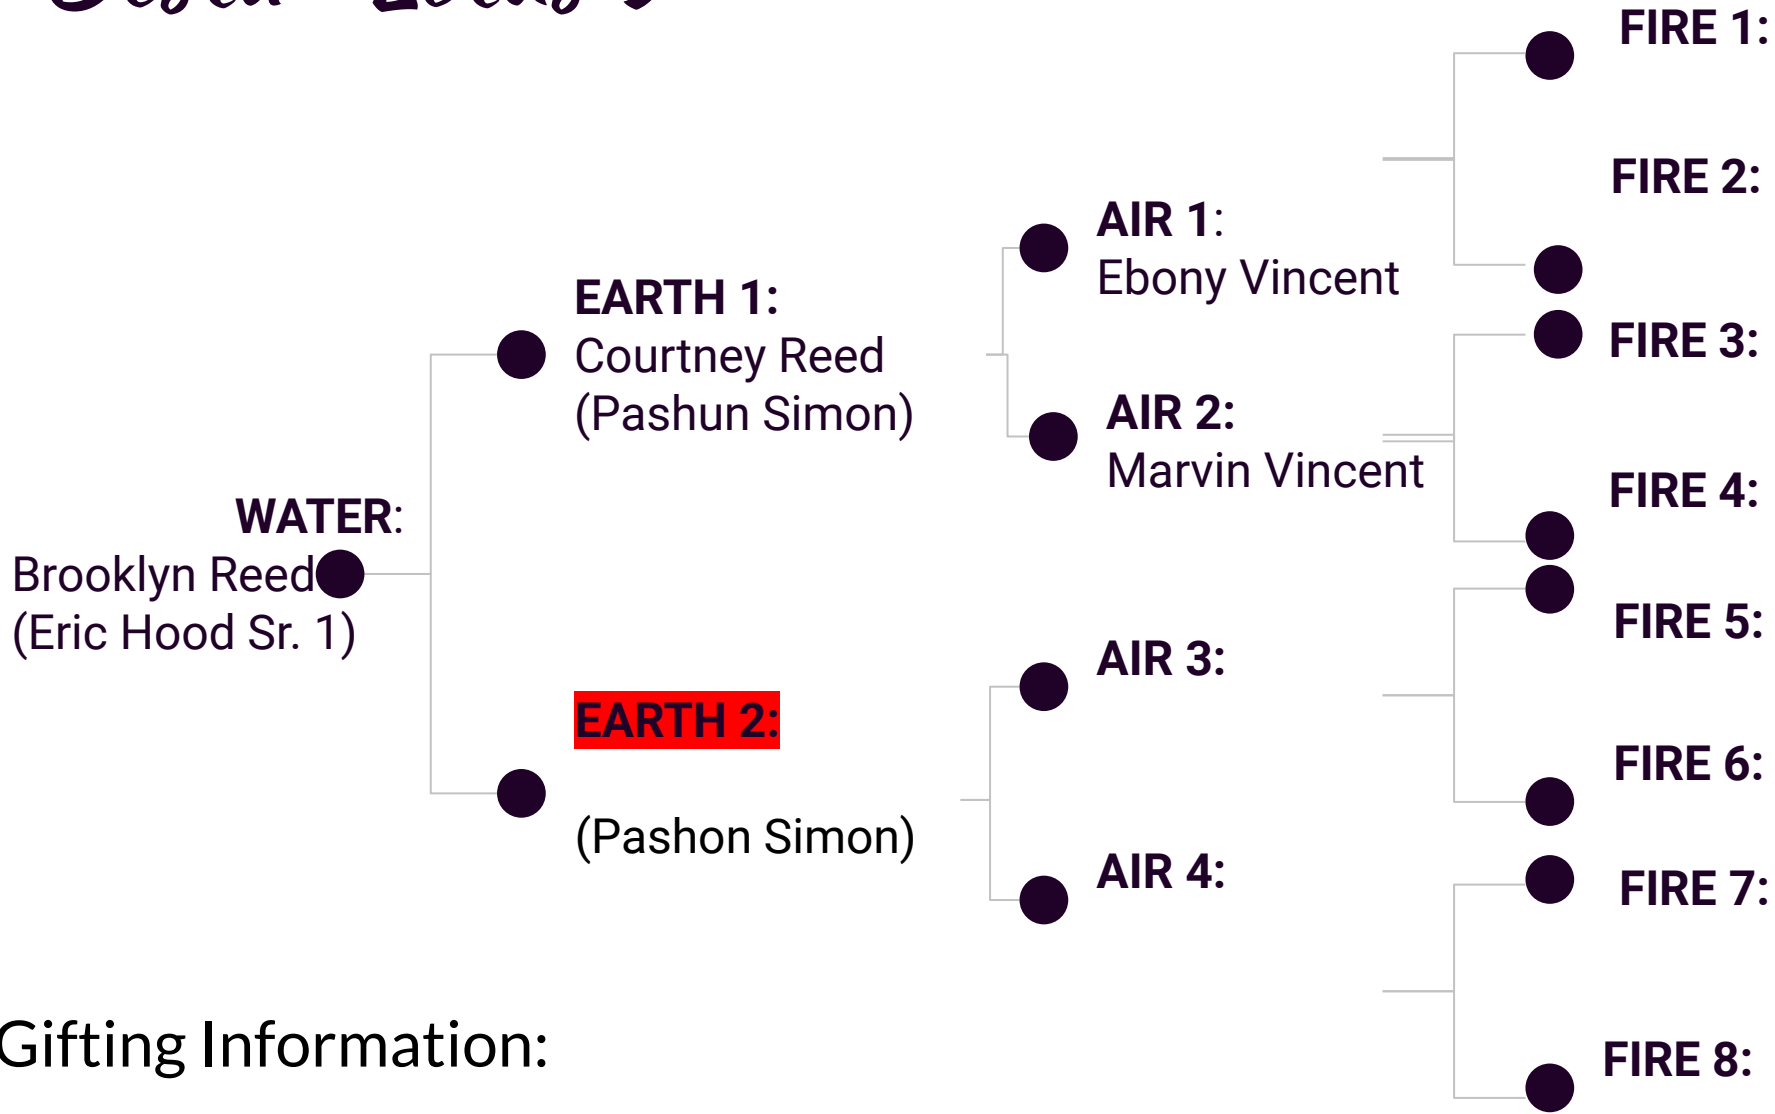 FIRE 1:
FIRE 2:
AIR 1:
Ebony Vincent
EARTH 1:
Courtney Reed
(Pashun Simon)
FIRE 3:
AIR 2:
Marvin Vincent
FIRE 4:
WATER:
Brooklyn Reed
(Eric Hood Sr. 1)
FIRE 5:
AIR 3:
EARTH 2:
(Pashon Simon)
FIRE 6:
AIR 4:
FIRE 7:
Gifting Information:
FIRE 8: